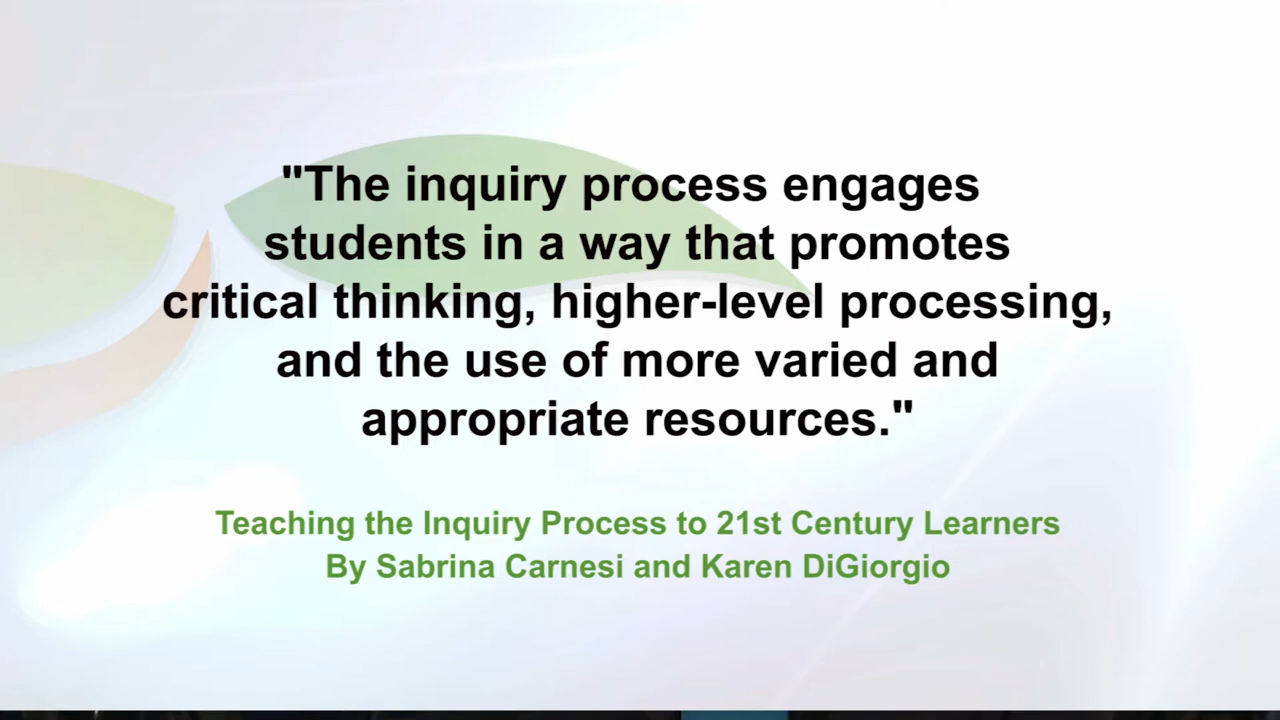 "The inquiry process engages
students in a way that promotes
critical thinking, higher-level processing,
and the use of more varied and
appropriate resources."
Teaching the Inquiry Process to 21st Century Learners
By Sabrina Carnesi and Karen DiGiorgio